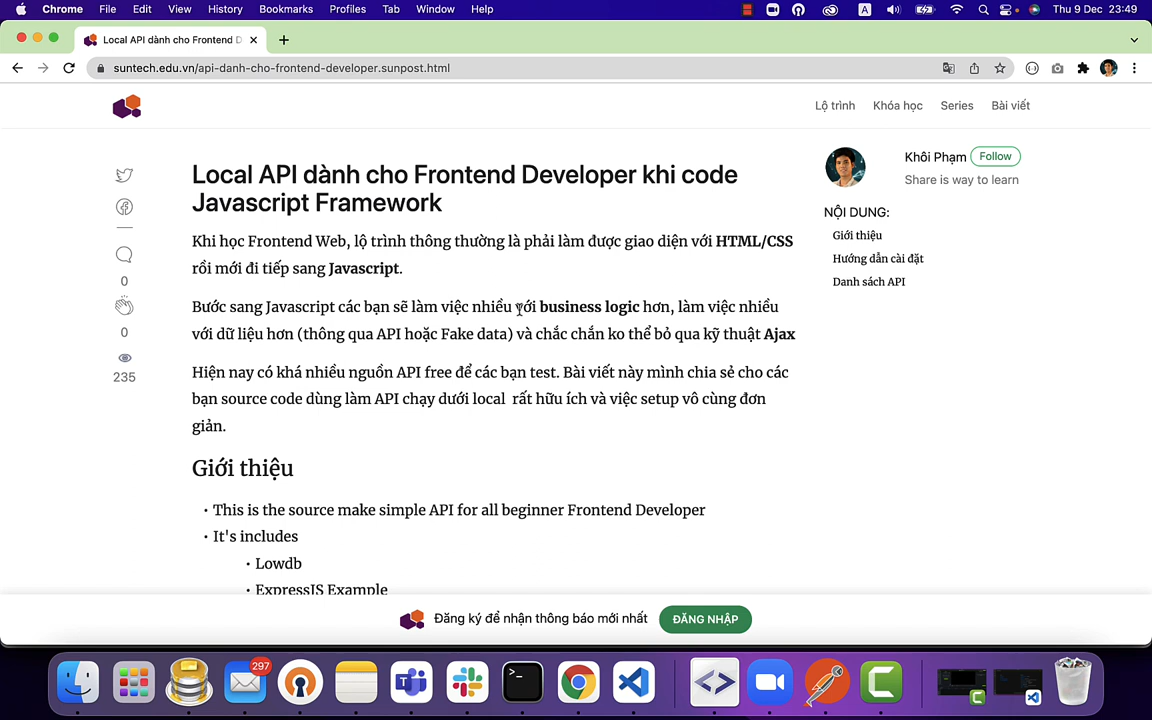 Chrome File Edit View History Bookmarks Profiles Tab Window Help A Thu 9 Dec 23:49
Local API dành cho Frontend D
suntech.edu.vn/api-danh-cho-frontend-developer.sunpost.html
Lộ trình Khóa học Series Bài viết
Local API dành cho Frontend Developer khi code
Javascript Framework
Khi học Frontend Web, lộ trình thông thường là phải làm được giao diện với HTML/CSS
rồi mới đi tiếp sang Javascript.
Bước sang Javascript các bạn sẽ làm việc nhiều với business logic hơn, làm việc nhiều
với dữ liệu hơn (thông qua API hoặc Fake data) và chắc chắn ko thể bỏ qua kỹ thuật Ajax
Hiện nay có khá nhiều nguồn API free để các bạn test. Bài viết này mình chia sẻ cho các
bạn source code dùng làm API chạy dưới local rất hữu ích và việc setup vô cùng đơn
giản.
Giới thiệu
• This is the source make simple API for all beginner Frontend Developer
• It's includes
• Lowdb
• ExpressJS Example
0
0
235
Khôi Phạm Follow
Share is way to learn
NỘI DUNG:
Giới thiệu
Hướng dẫn cài đặt
Danh sách API
Đăng ký để nhận thông báo mới nhất ĐĂNG NHẬP
297